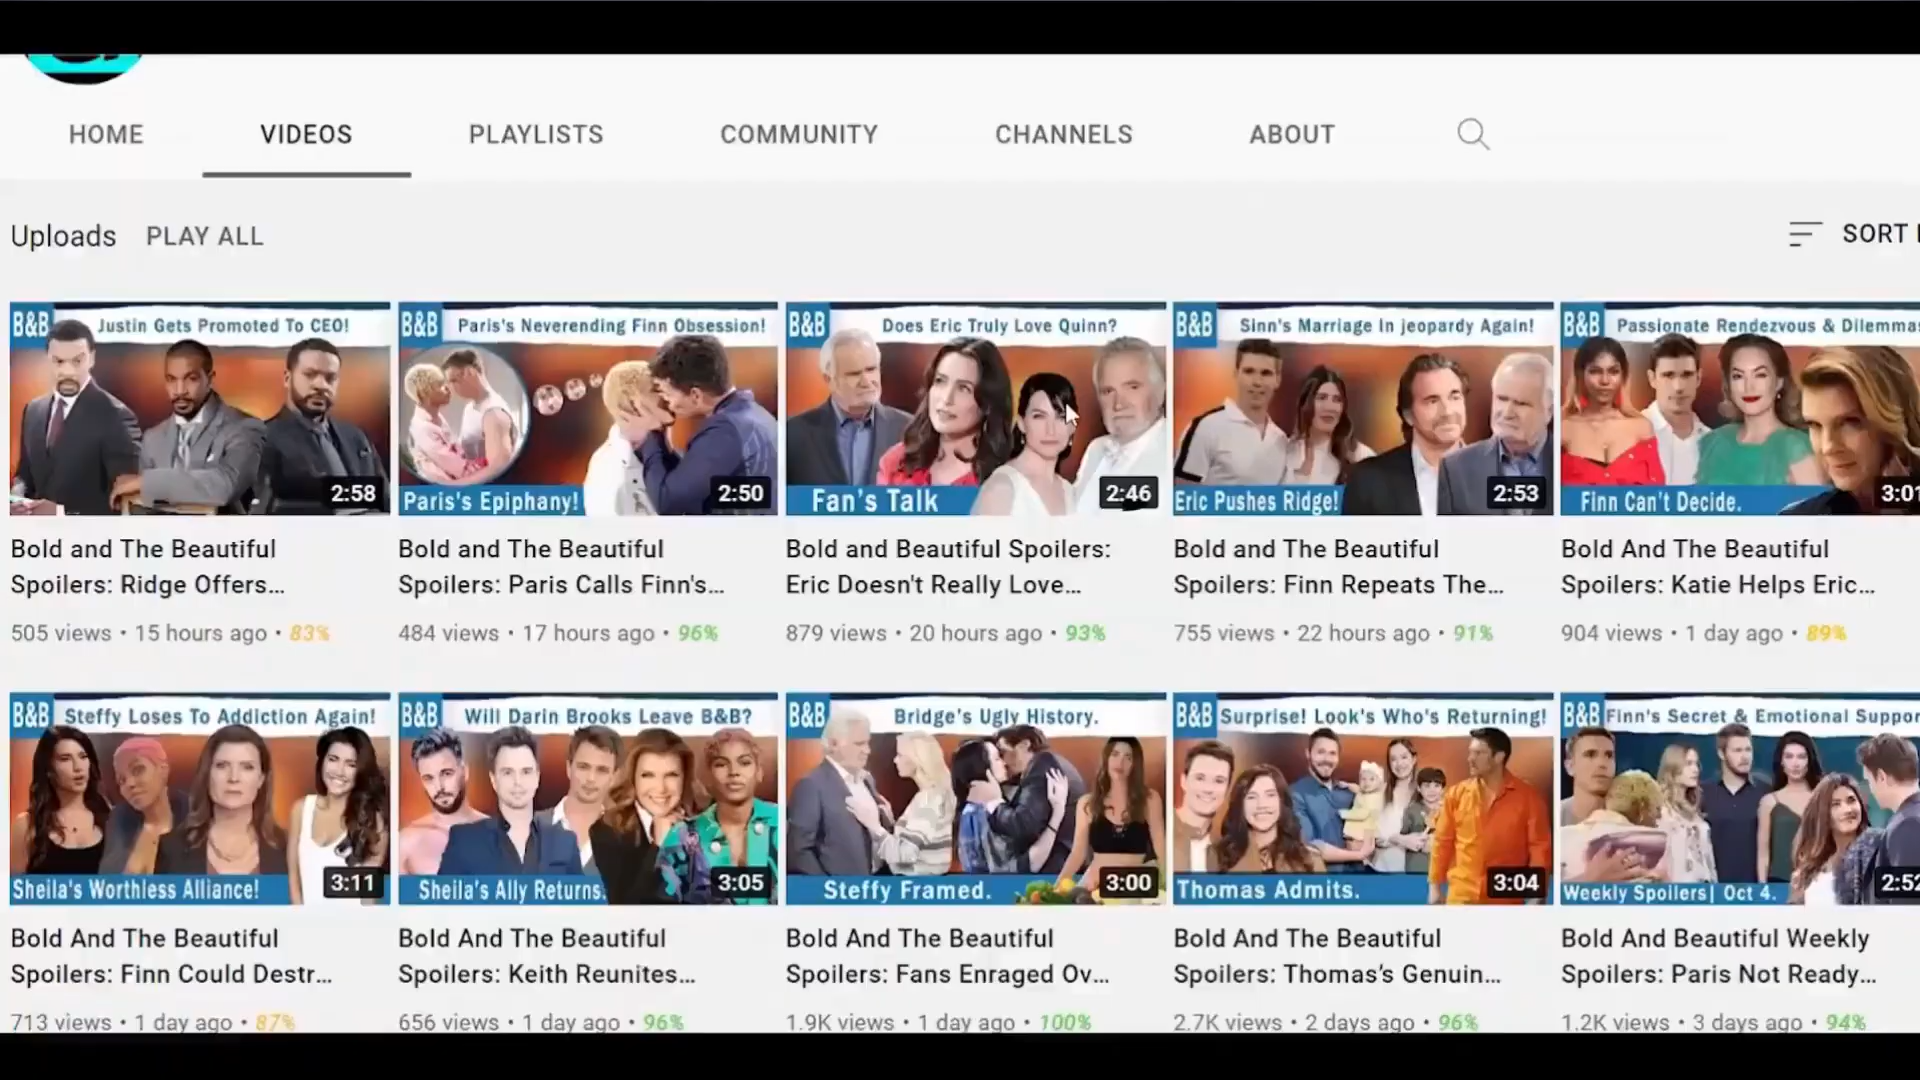 HOME VIDEOS PLAYLISTS COMMUNITY CHANNELS ABOUT
Uploads PLAY ALL
SORT
B&B Justin Gets Promoted To CEO!
2:58
B&B Paris's Neverending Finn Obsession!
Paris's Epiphany!
2:50
B&B Does Eric Truly Love Quinn?
Fan's Talk
2:46
B&B Sinn's Marriage In jeopardy Again!
Eric Pushes Ridge!
2:53
B&B Passionate Rendezvous & Dilemmas
Finn Can't Decide.
3:01
Bold and The Beautiful
Spoilers: Ridge Offers...
505 views • 15 hours ago • 83%
Bold and The Beautiful
Spoilers: Paris Calls Finn's...
484 views • 17 hours ago • 96%
Bold and Beautiful Spoilers:
Eric Doesn't Really Love...
879 views • 20 hours ago • 93%
Bold and The Beautiful
Spoilers: Finn Repeats The...
755 views • 22 hours ago • 91%
Bold And The Beautiful
Spoilers: Katie Helps Eric...
904 views • 1 day ago • 89%
B&B Steffy Loses To Addiction Again!
Sheila's Worthless Alliance!
3:11
B&B Will Darin Brooks Leave B&B?
Sheila's Ally Returns.
3:05
B&B Bridge's Ugly History.
Steffy Framed.
3:00
B&B Surprise! Look's Who's Returning!
Thomas Admits.
3:04
B&B Finn's Secret & Emotional Suppor
Weekly Spoilers| Oct 4.
2:52
Bold And The Beautiful
Spoilers: Finn Could Destr...
713 views • 1 day ago • 87%
Bold And The Beautiful
Spoilers: Keith Reunites...
656 views • 1 day ago • 96%
Bold And The Beautiful
Spoilers: Fans Enraged Ov...
1.9K views • 1 day ago • 100%
Bold And The Beautiful
Spoilers: Thomas's Genuin...
2.7K views • 2 days ago • 96%
Bold And Beautiful Weekly
Spoilers: Paris Not Ready...
1.2K views • 3 days ago • 94%